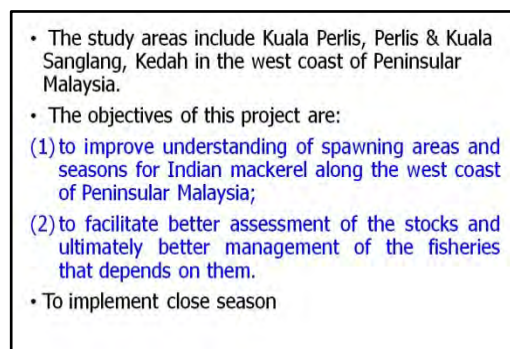 • The study areas include Kuala Perlis, Perlis & Kuala
Sanglang, Kedah in the west coast of Peninsular
Malaysia.
• The objectives of this project are:
(1) to improve understanding of spawning areas and
seasons for Indian mackerel along the west coast
of Peninsular Malaysia;
(2) to facilitate better assessment of the stocks and
ultimately better management of the fisheries
that depends on them.
• To implement close season